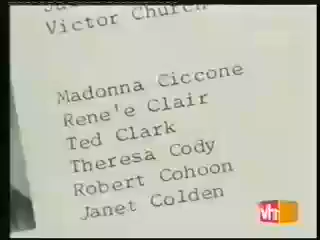 Victor Church
Madonna Ciccone
Rene'e Clair
Ted Clark
Theresa Cody
Robert Cohoon
Janet Colden
vh1